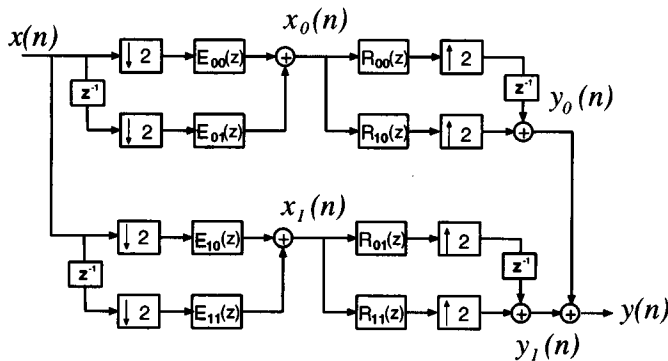 x(n)
↓ 2
E₀₀(z)
x₀(n)
R₀₀(z)
↑ 2
z⁻¹
z⁻¹
y₀(n)
↓ 2
E₀₁(z)
R₁₀(z)
↑ 2
↓ 2
E₁₀(z)
x₁(n)
R₀₁(z)
↑ 2
z⁻¹
z⁻¹
↓ 2
E₁₁(z)
R₁₁(z)
↑ 2
y(n)
y₁(n)